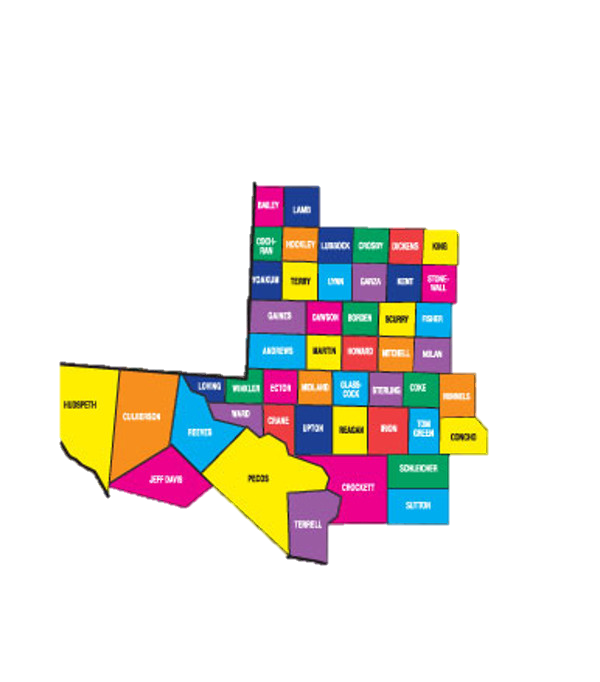 BAILEY
LAMB
COCH-
RAN
HOCKLEY
LUBBOCK
CROSBY
DICKENS
KING
YOAKUM
TERRY
LYNN
GARZA
KENT
STONE-
WALL
GAINES
DAWSON
BORDEN
SCURRY
FISHER
ANDREWS
MARTIN
HOWARD
MITCHELL
NOLAN
LOVING
WINKLER
ECTOR
MIDLAND
GLASS-
COCK
STERLING
COKE
RUNNELS
HUDSPETH
CULBERSON
REEVES
WARD
CRANE
UPTON
REAGAN
IRION
TOM
GREEN
CONCHO
JEFF DAVIS
PECOS
CROCKETT
SCHLEICHER
SUTTON
TERRELL